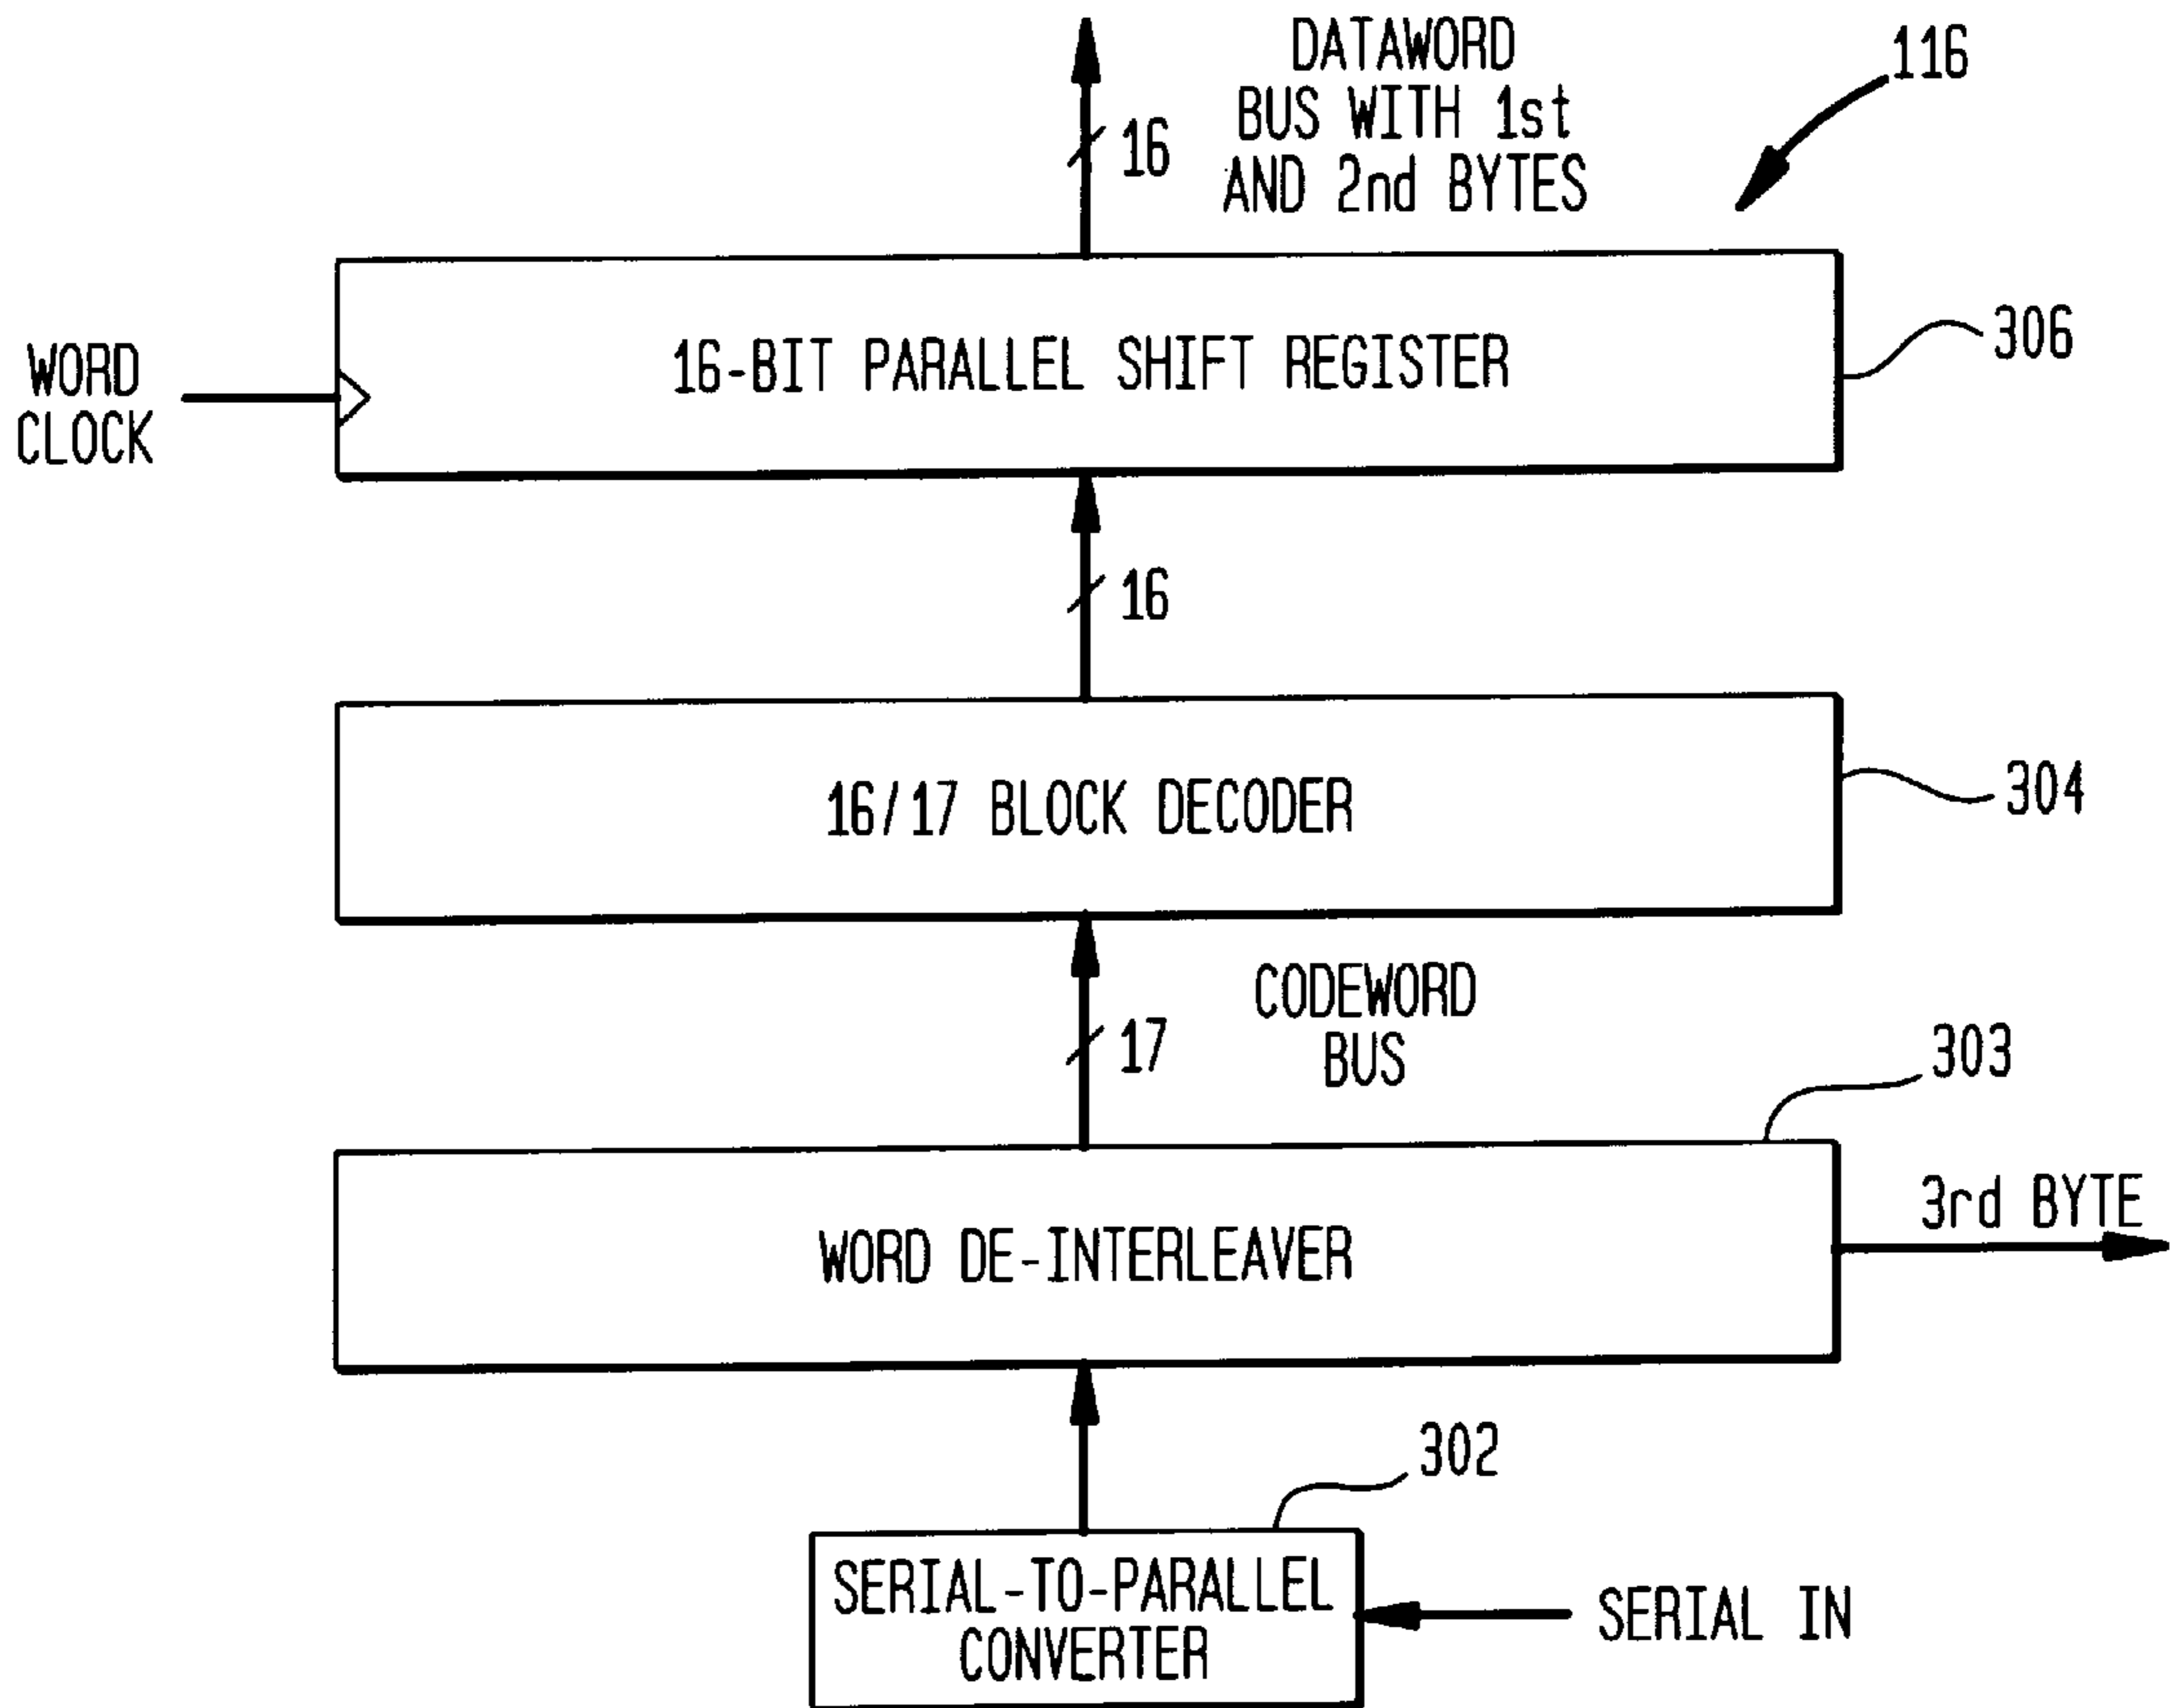 DATAWORD
BUS WITH 1st
AND 2nd BYTES
116
16
WORD
CLOCK
16-BIT PARALLEL SHIFT REGISTER
306
16
16/17 BLOCK DECODER
304
CODEWORD
BUS
17
303
WORD DE-INTERLEAVER
3rd BYTE
302
SERIAL-TO-PARALLEL
CONVERTER
SERIAL IN